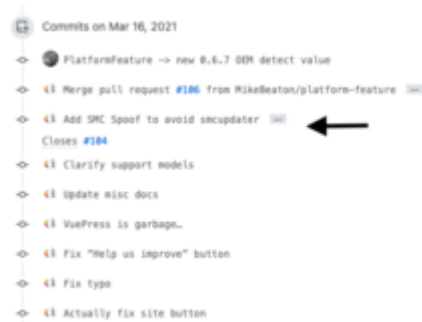 Commits on Mar 16, 2021
PlatformFeature -> new 0.6.7 OEM detect value
Merge pull request #106 from MikeBeaton/platform-feature …
Add SMC Spoof to avoid smcupdater …
Closes #104
Clarify support models
Update misc docs
VuePress is garbage…
Fix "Help us improve" button
Fix typo
Actually fix site button